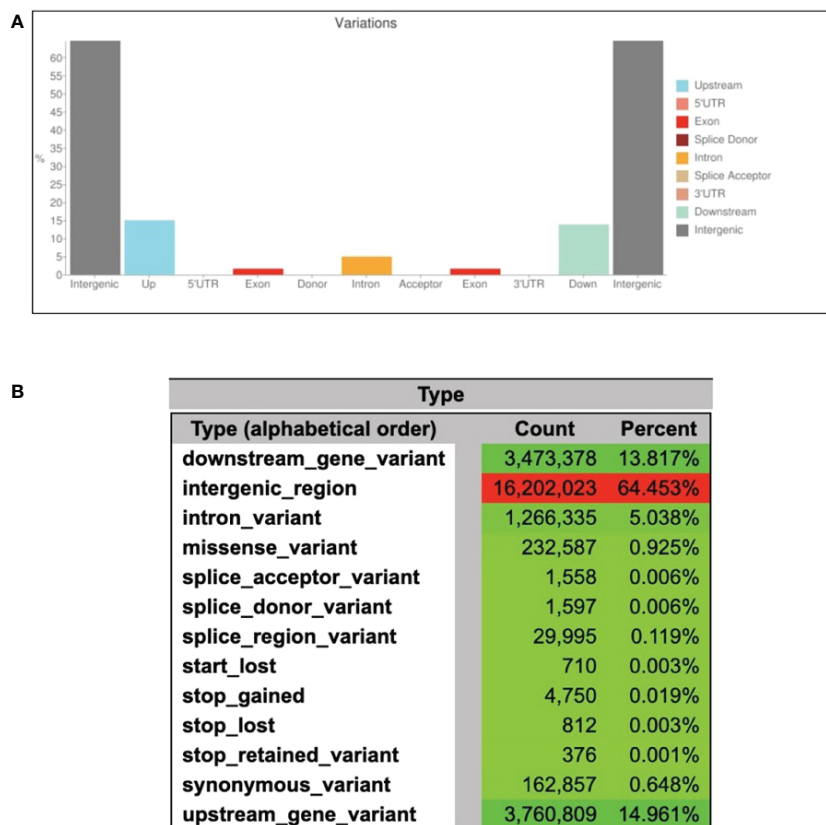 A
Variations
60
55
50
45
40
35
30
25
20
15
10
5
0
%
Intergenic Up 5'UTR Exon Donor Intron Acceptor Exon 3'UTR Down Intergenic
Upstream
5'UTR
Exon
Splice Donor
Intron
Splice Acceptor
3'UTR
Downstream
Intergenic
B
Type
Type (alphabetical order) Count Percent
downstream_gene_variant 3,473,378 13.817%
intergenic_region 16,202,023 64.453%
intron_variant 1,266,335 5.038%
missense_variant 232,587 0.925%
splice_acceptor_variant 1,558 0.006%
splice_donor_variant 1,597 0.006%
splice_region_variant 29,995 0.119%
start_lost 710 0.003%
stop_gained 4,750 0.019%
stop_lost 812 0.003%
stop_retained_variant 376 0.001%
synonymous_variant 162,857 0.648%
upstream_gene_variant 3,760,809 14.961%